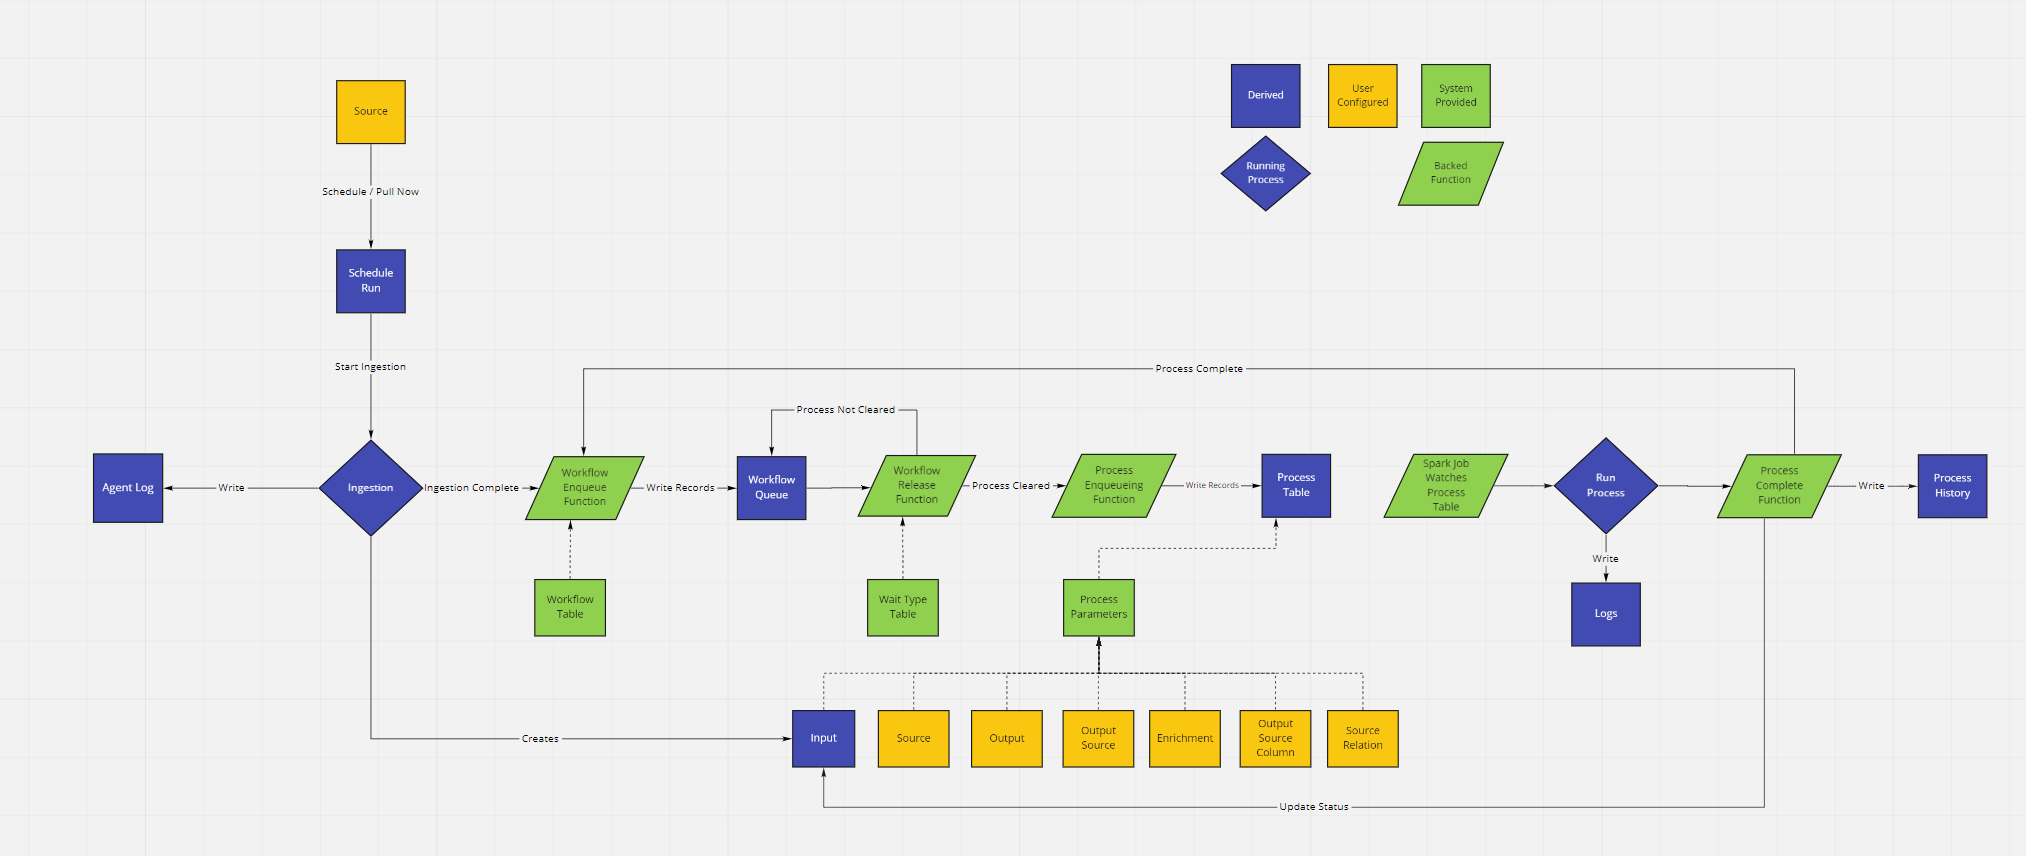 Derived
User
Configured
System
Provided
Source
Running
Process
Backed
Function
Schedule / Pull Now
Schedule
Run
Start Ingestion
Process Complete
Process Not Cleared
Agent Log
Write
Ingestion
Ingestion Complete
Workflow
Enqueue
Function
Write Records
Workflow
Queue
Workflow
Release
Function
Process Cleared
Process
Enqueueing
Function
Write Records
Process
Table
Spark Job
Watches
Process
Table
Run
Process
Process
Complete
Function
Write
Process
History
Write
Workflow
Table
Wait Type
Table
Process
Parameters
Logs
Creates
Input
Source
Output
Output
Source
Enrichment
Output
Source
Column
Source
Relation
Update Status